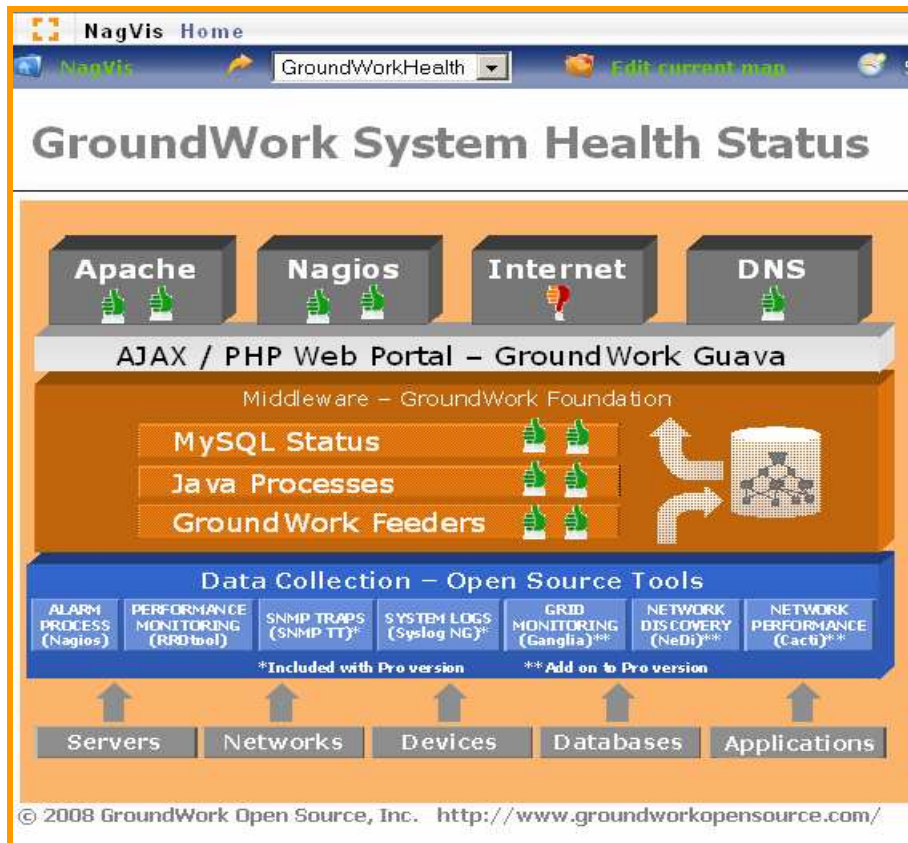 NagVis Home
NagVis GroundWorkHealth Edit current map
GroundWork System Health Status
Apache Nagios Internet DNS
AJAX / PHP Web Portal – GroundWork Guava
Middleware – GroundWork Foundation
MySQL Status
Java Processes
GroundWork Feeders
Data Collection – Open Source Tools
ALARM PROCESS (Nagios)
PERFORMANCE MONITORING (RRDtool)
SNMP TRAPS (SNMP TT)*
SYSTEM LOGS (Syslog NG)*
GRID MONITORING (Ganglia)**
NETWORK DISCOVERY (NeDi)**
NETWORK PERFORMANCE (Cacti)**
*Included with Pro version **Add on to Pro version
Servers Networks Devices Databases Applications
© 2008 GroundWork Open Source, Inc. http://www.groundworkopensource.com/